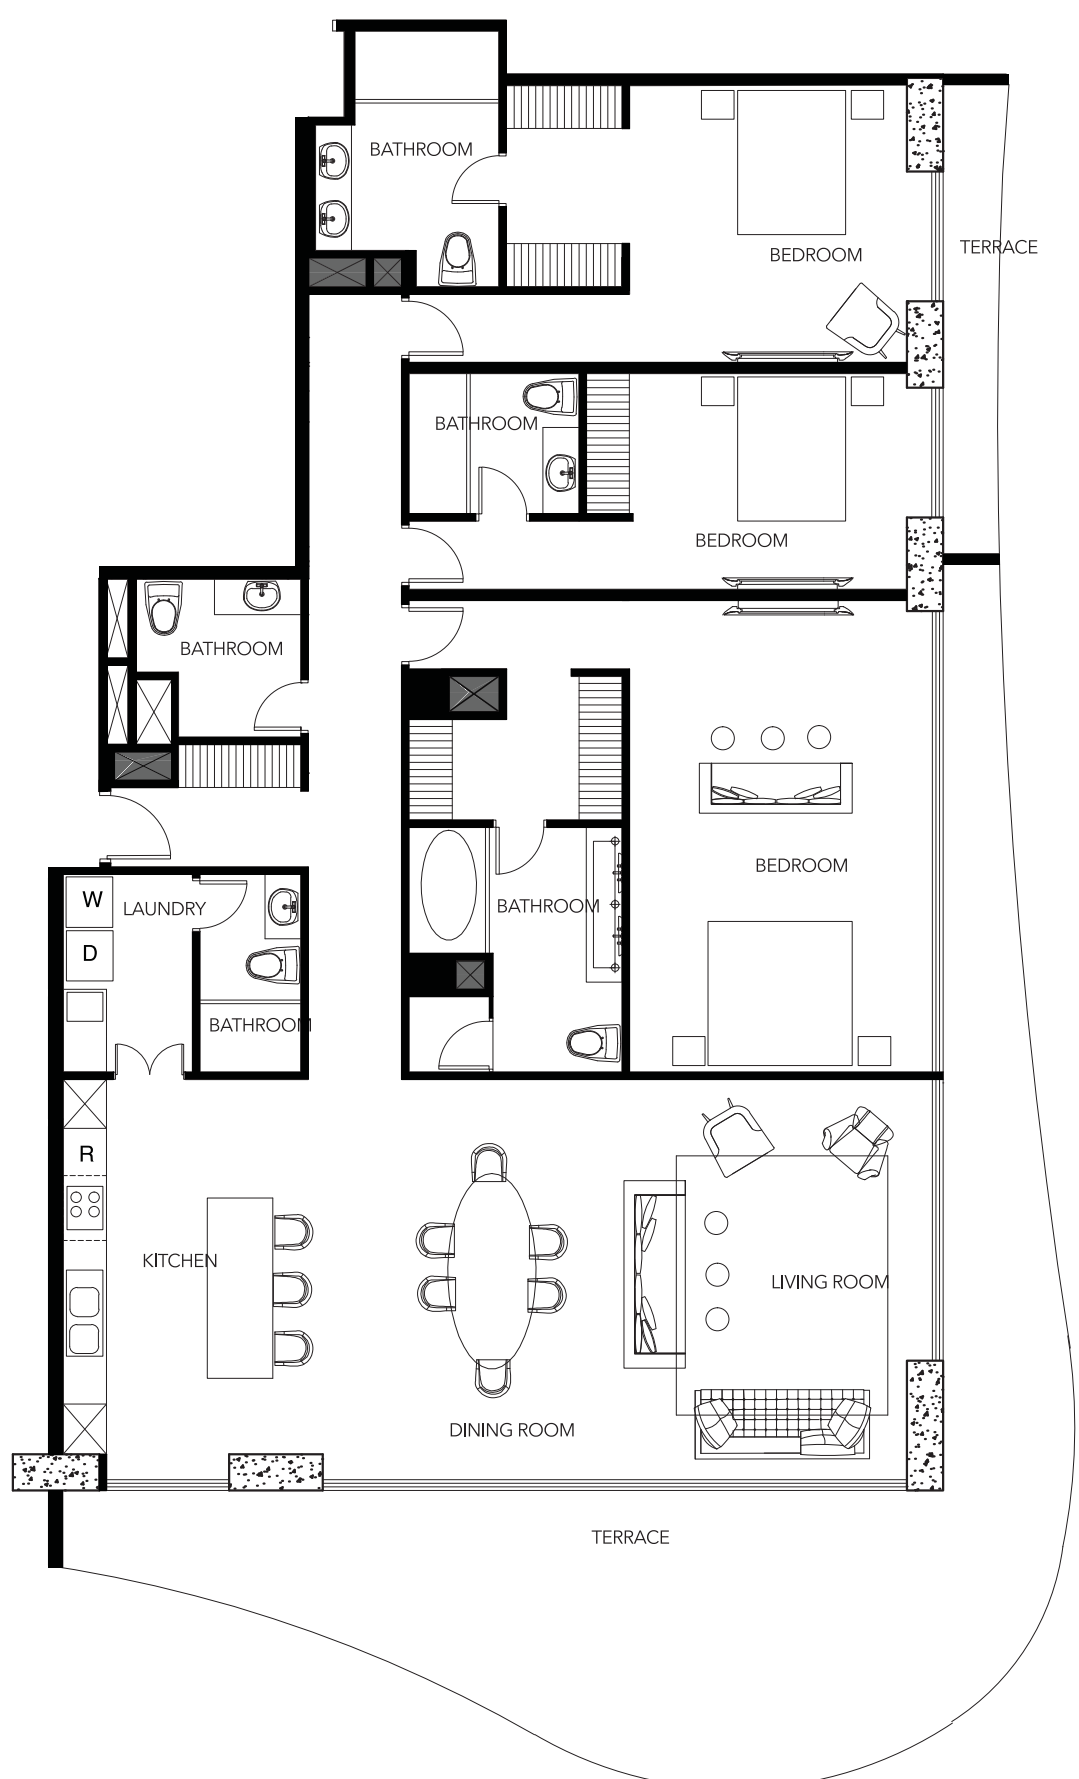 BATHROOM
BEDROOM
TERRACE
BATHROOM
BEDROOM
BATHROOM
BEDROOM
W
LAUNDRY
BATHROOM
D
BATHROOM
R
KITCHEN
LIVING ROOM
DINING ROOM
TERRACE